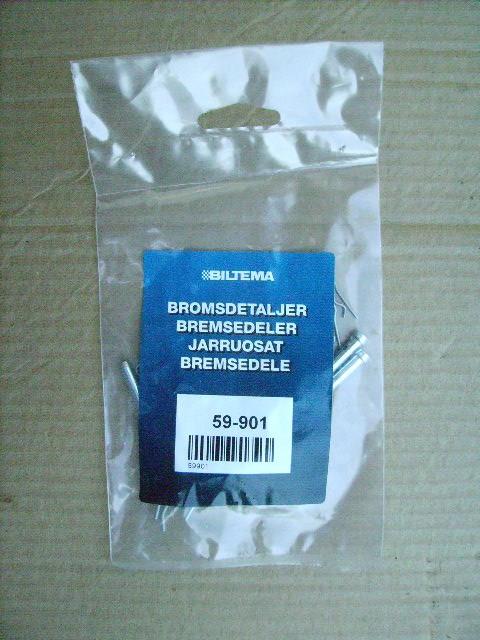 BILTEMA
BROMSDETALJER
BREMSEDELER
JARRUOSAT
BREMSEDELE
59-901
59901